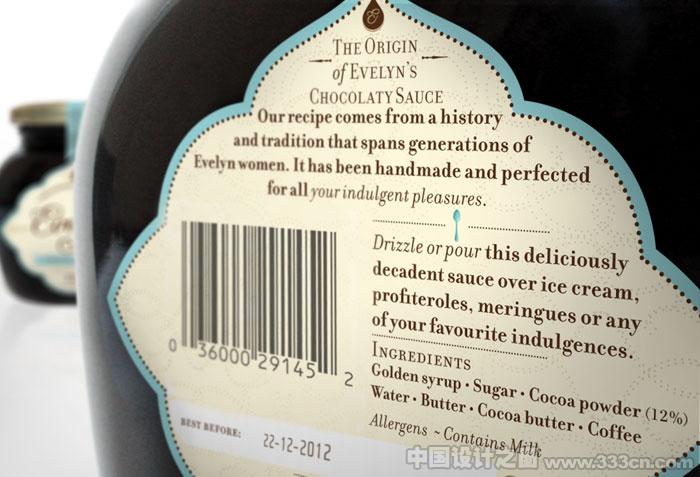 E
THE ORIGIN
of EVELYN'S
CHOCOLATY SAUCE
Our recipe comes from a history
and tradition that spans generations of
Evelyn women. It has been handmade and perfected
for all your indulgent pleasures.
Drizzle or pour this deliciously
decadent sauce over ice cream,
profiteroles, meringues or any
of your favourite indulgences.
INGREDIENTS
Golden syrup · Sugar · Cocoa powder (12%)
Water · Butter · Cocoa butter · Coffee
Allergens ~ Contains Milk
0 36000 29145 2
BEST BEFORE: 22-12-2012
中国设计之窗 www.333cn.com